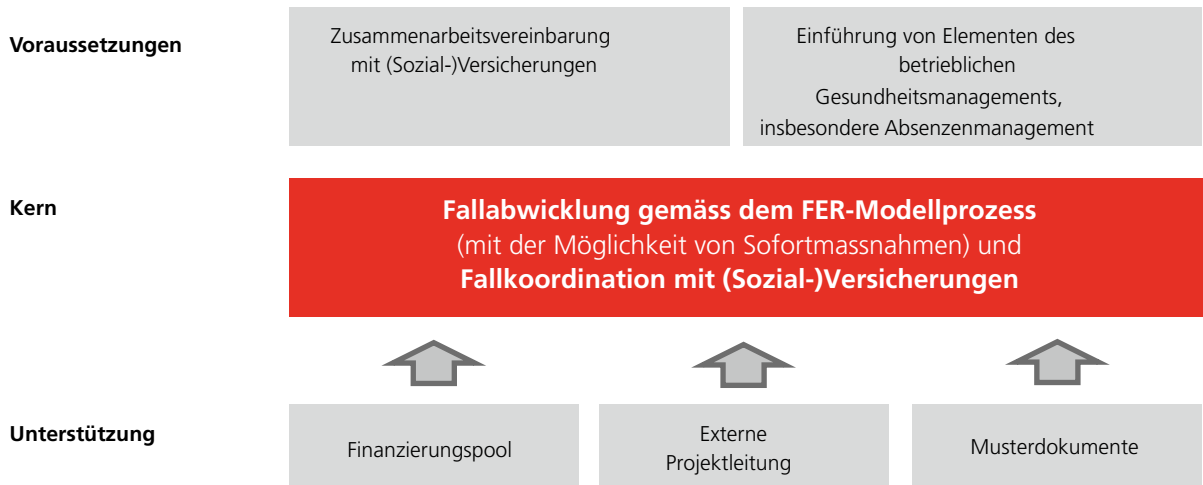 Voraussetzungen
Zusammenarbeitsvereinbarung
mit (Sozial-)Versicherungen
Einführung von Elementen des
betrieblichen
Gesundheitsmanagements,
insbesondere Absenzenmanagement
Kern
Fallabwicklung gemäss dem FER-Modellprozess
(mit der Möglichkeit von Sofortmassnahmen) und
Fallkoordination mit (Sozial-)Versicherungen
Unterstützung
Finanzierungspool
Externe
Projektleitung
Musterdokumente